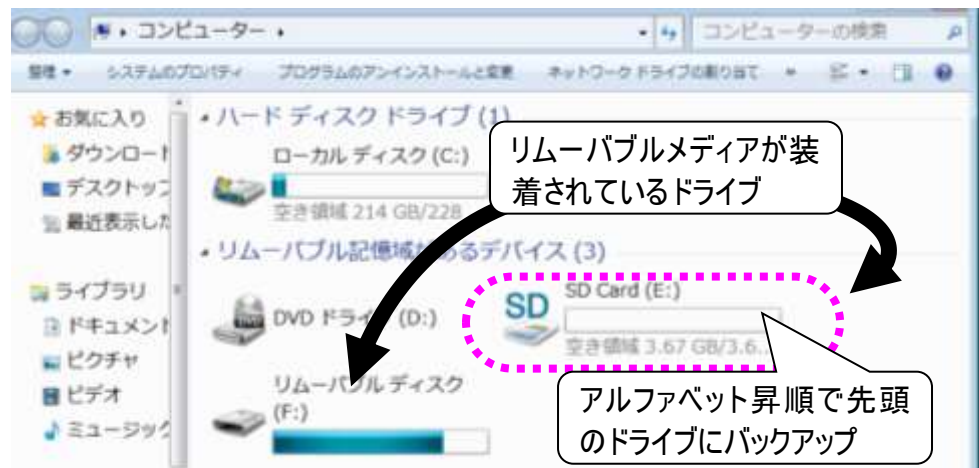 コンピューター
コンピューターの検索
整理
システムのプロパティ
プログラムのアンインストールと変更
ネットワーク ドライブの割り当て
»
お気に入り
ダウンロード
デスクトップ
最近表示した
ライブラリ
ドキュメント
ピクチャ
ビデオ
ミュージック
ハード ディスク ドライブ (1)
ローカル ディスク (C:)
空き領域 214 GB/228
リムーバブルメディアが装
着されているドライブ
リムーバブル記憶域があるデバイス (3)
DVD ドライブ (D:)
SD
SD Card (E:)
空き領域 3.67 GB/3.6...
リムーバブル ディスク
(F:)
アルファベット昇順で先頭
のドライブにバックアップ